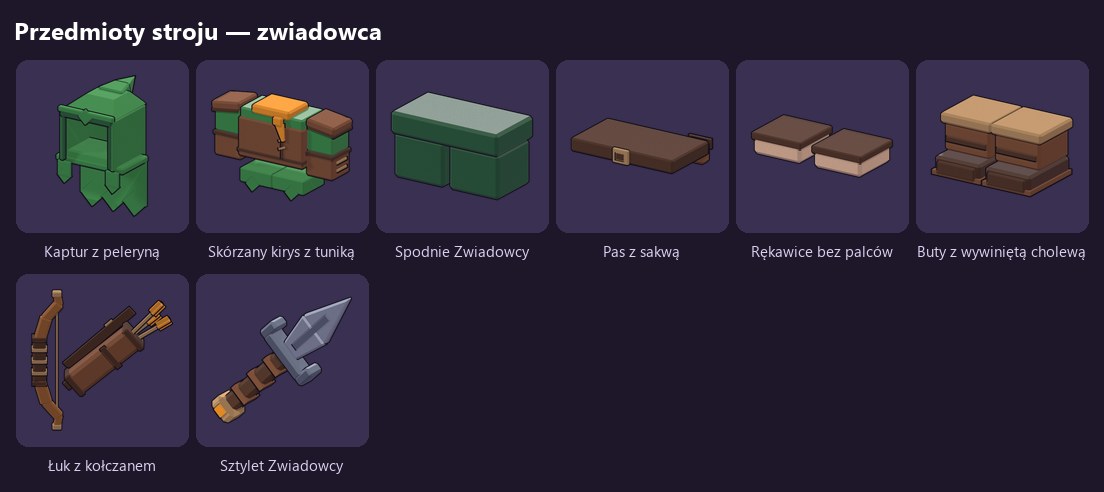 Przedmioty stroju — zwiadowca
Kaptur z peleryną
Skórzany kirys z tuniką
Spodnie Zwiadowcy
Pas z sakwą
Rękawice bez palców
Buty z wywiniętą cholewą
Łuk z kołczanem
Sztylet Zwiadowcy